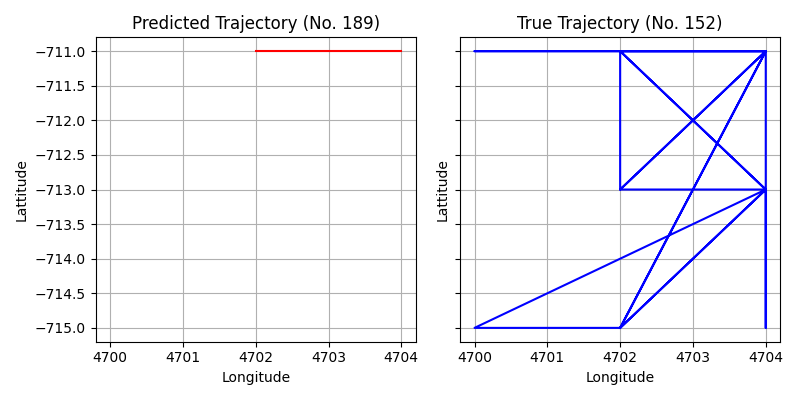 Predicted Trajectory (No. 189)
True Trajectory (No. 152)
−711.0
−711.5
−712.0
−712.5
−713.0
−713.5
−714.0
−714.5
−715.0
Lattitude
Lattitude
4700 4701 4702 4703 4704
4700 4701 4702 4703 4704
Longitude
Longitude